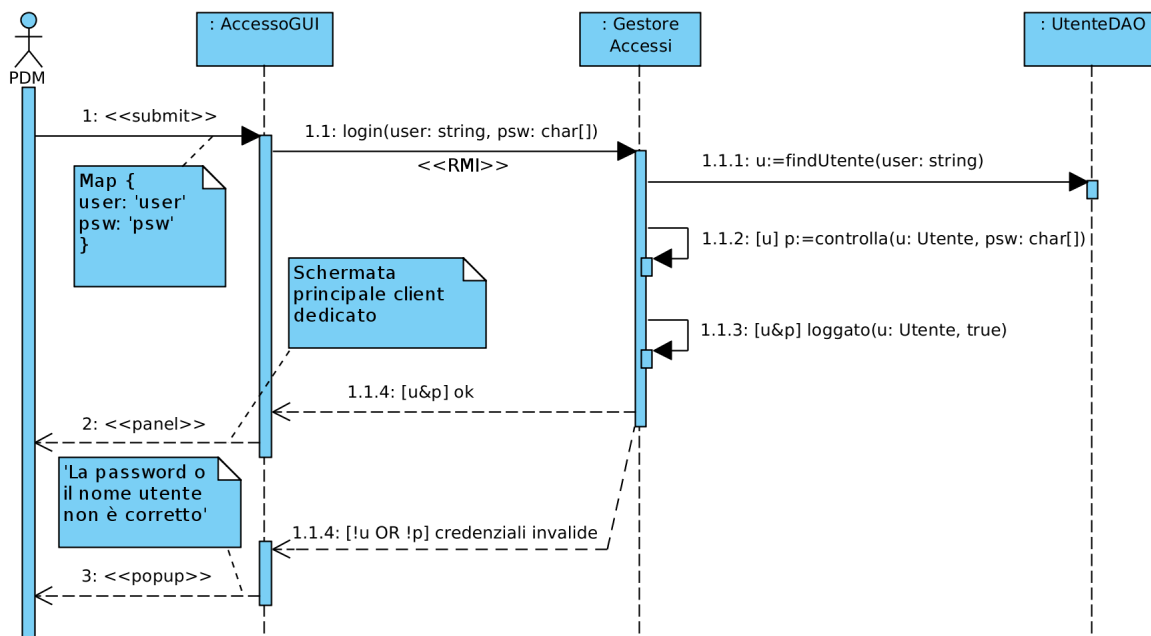 : AccessoGUI
: Gestore
Accessi
: UtenteDAO
PDM
1: <<submit>>
1.1: login(user: string, psw: char[])
<<RMI>>
1.1.1: u:=findUtente(user: string)
Map {
user: 'user'
psw: 'psw'
}
1.1.2: [u] p:=controlla(u: Utente, psw: char[])
Schermata
principale client
dedicato
1.1.3: [u&p] loggato(u: Utente, true)
1.1.4: [u&p] ok
2: <<panel>>
'La password o
il nome utente
non è corretto'
1.1.4: [!u OR !p] credenziali invalide
3: <<popup>>